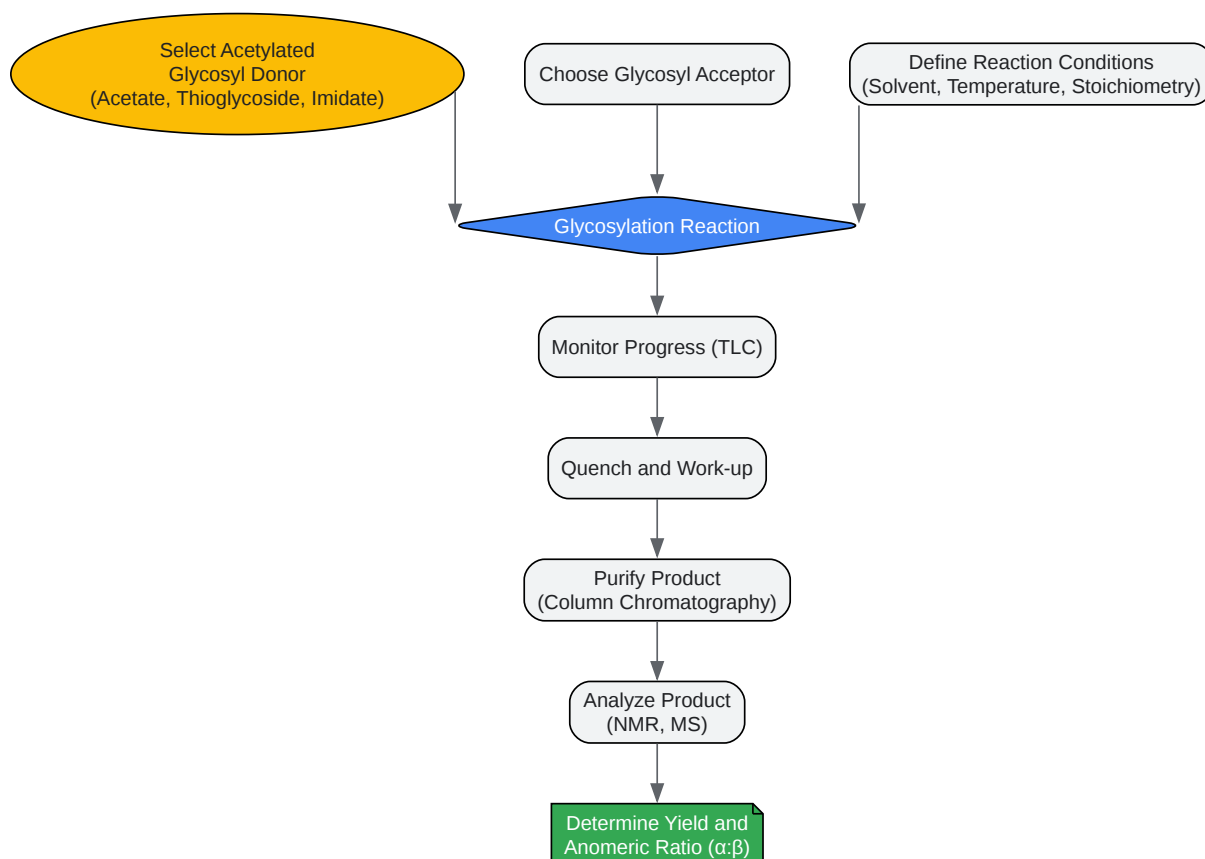 Select Acetylated
Glycosyl Donor
(Acetate, Thioglycoside, Imidate)
Choose Glycosyl Acceptor
Define Reaction Conditions
(Solvent, Temperature, Stoichiometry)
Glycosylation Reaction
Monitor Progress (TLC)
Quench and Work-up
Purify Product
(Column Chromatography)
Analyze Product
(NMR, MS)
Determine Yield and
Anomeric Ratio (α:β)